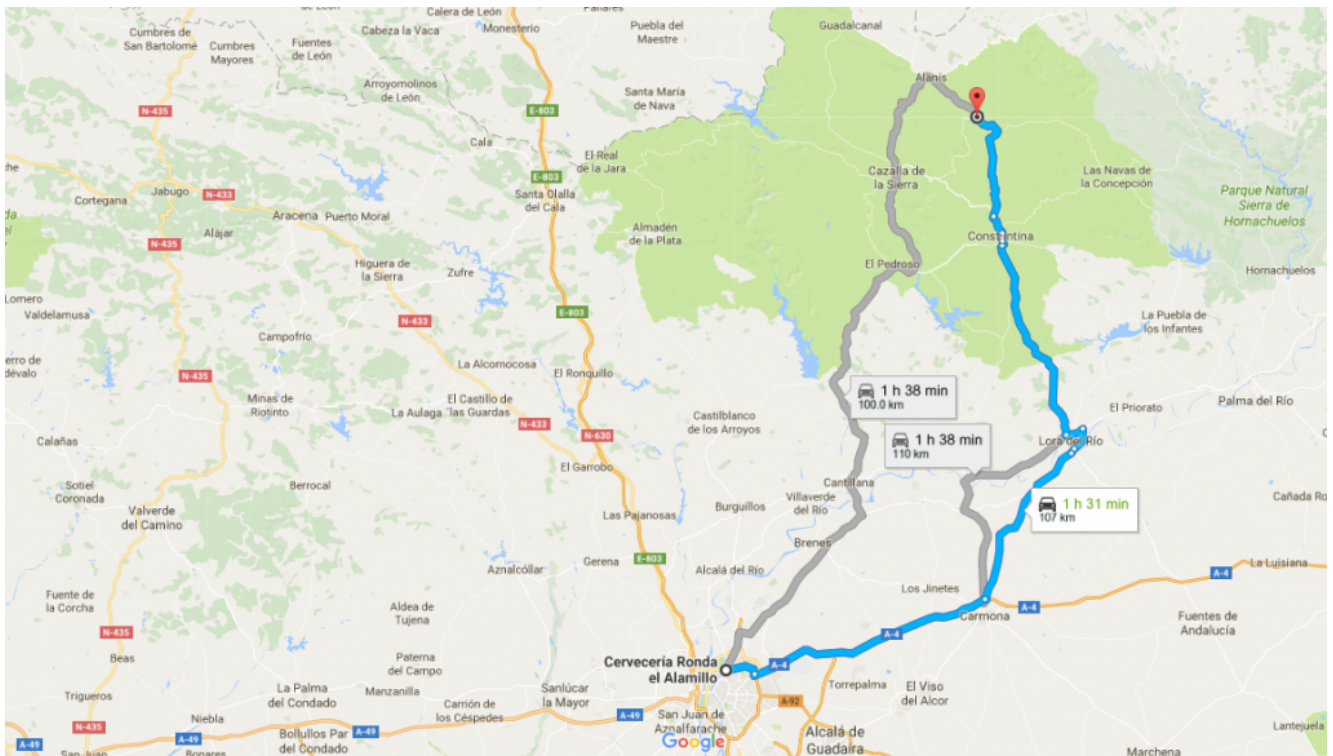 Cumbres de
San Bartolomé
Cumbres
Mayores
Fuentes
de León
Cabeza la Vaca
Calera de León
Monesterio
Pallares
Puebla del
Maestre
Guadalcanal
E-803
Arroyomolinos
de León
Santa María
de Nava
Alanís
N-435
Cala
El Real
de la Jara
E-803
Cazalla de
la Sierra
Las Navas de
la Concepción
Parque Natural
Sierra de
Hornachuelos
Cortegana
Jabugo
N-433
Aracena
Puerto Moral
Santa Olalla
del Cala
Almadén
de la Plata
Constantina
Alajar
N-435
Higuera de
la Sierra
Zufre
El Pedroso
Hornachuelos
Lomero
Valdelamusa
Campofrío
N-433
E-803
La Puebla de
los Infantes
La Alcornocosa
El Ronquillo
N-435
1 h 38 min
100.0 km
Minas de
Riotinto
La Aulaga
El Castillo de
las Guardas
Castilblanco
de los Arroyos
El Priorato
Palma del Río
N-433
N-630
1 h 38 min
110 km
Lora del Río
Calañas
El Garrobo
Sotiel
Coronada
Berrocal
Cantillana
Valverde
del Camino
Las Pajanosas
Burguillos
Villaverde
del Río
1 h 31 min
107 km
Brenes
E-803
Aznalcóllar
Gerena
Alcalá del Río
La Luisiana
A-4
Fuente de
la Corcha
Aldea de
Tujena
Los Jinetes
A-4
Carmona
Fuentes de
Andalucía
N-435
A-4
Beas
Paterna
del Campo
Cervecería Ronda
el Alamillo
A-4
Trigueros
La Palma
del Condado
Manzanilla
Sanlúcar
la Mayor
Torrepalma
El Viso
del Alcor
A-92
Niebla
Carrión de
los Céspedes
A-49
San Juan de
Aznalfarache
N-435
A-49
Bollullos Par
del Condado
A-49
Google
Alcalá de
Guadaira
Lantejuela
San Juan
Bonares
Marchena